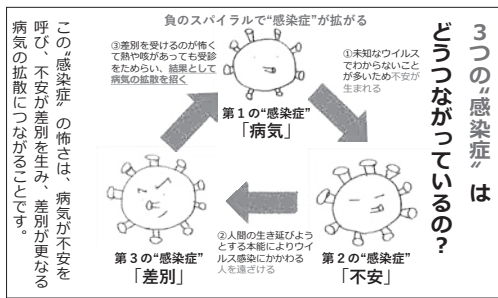 3つの“感染症”は
どうつながっているの？
負のスパイラルで“感染症”が拡がる
①未知なウイルス
でわからないこと
が多いため不安が
生まれる
第２の“感染症”
「不安」
②人間の生き延びよう
とする本能によりウイ
ルス感染にかかわる
人を遠ざける
第３の“感染症”
「差別」
③差別を受けるのが怖く
て熱や咳があっても受診
をためらい、結果として
病気の拡散を招く
第１の“感染症”
「病気」
この“感染症”の怖さは、病気が不安を
呼び、不安が差別を生み、差別が更なる
病気の拡散につながることです。